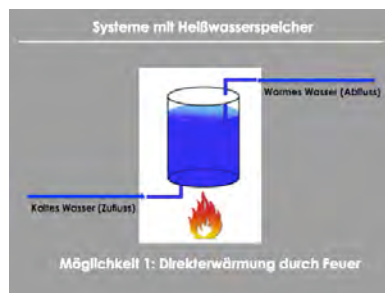 Systeme mit Heißwasserspeicher
Warmes Wasser (Abfluss)
Kaltes Wasser (Zufluss)
Möglichkeit 1: Direkterwärmung durch Feuer